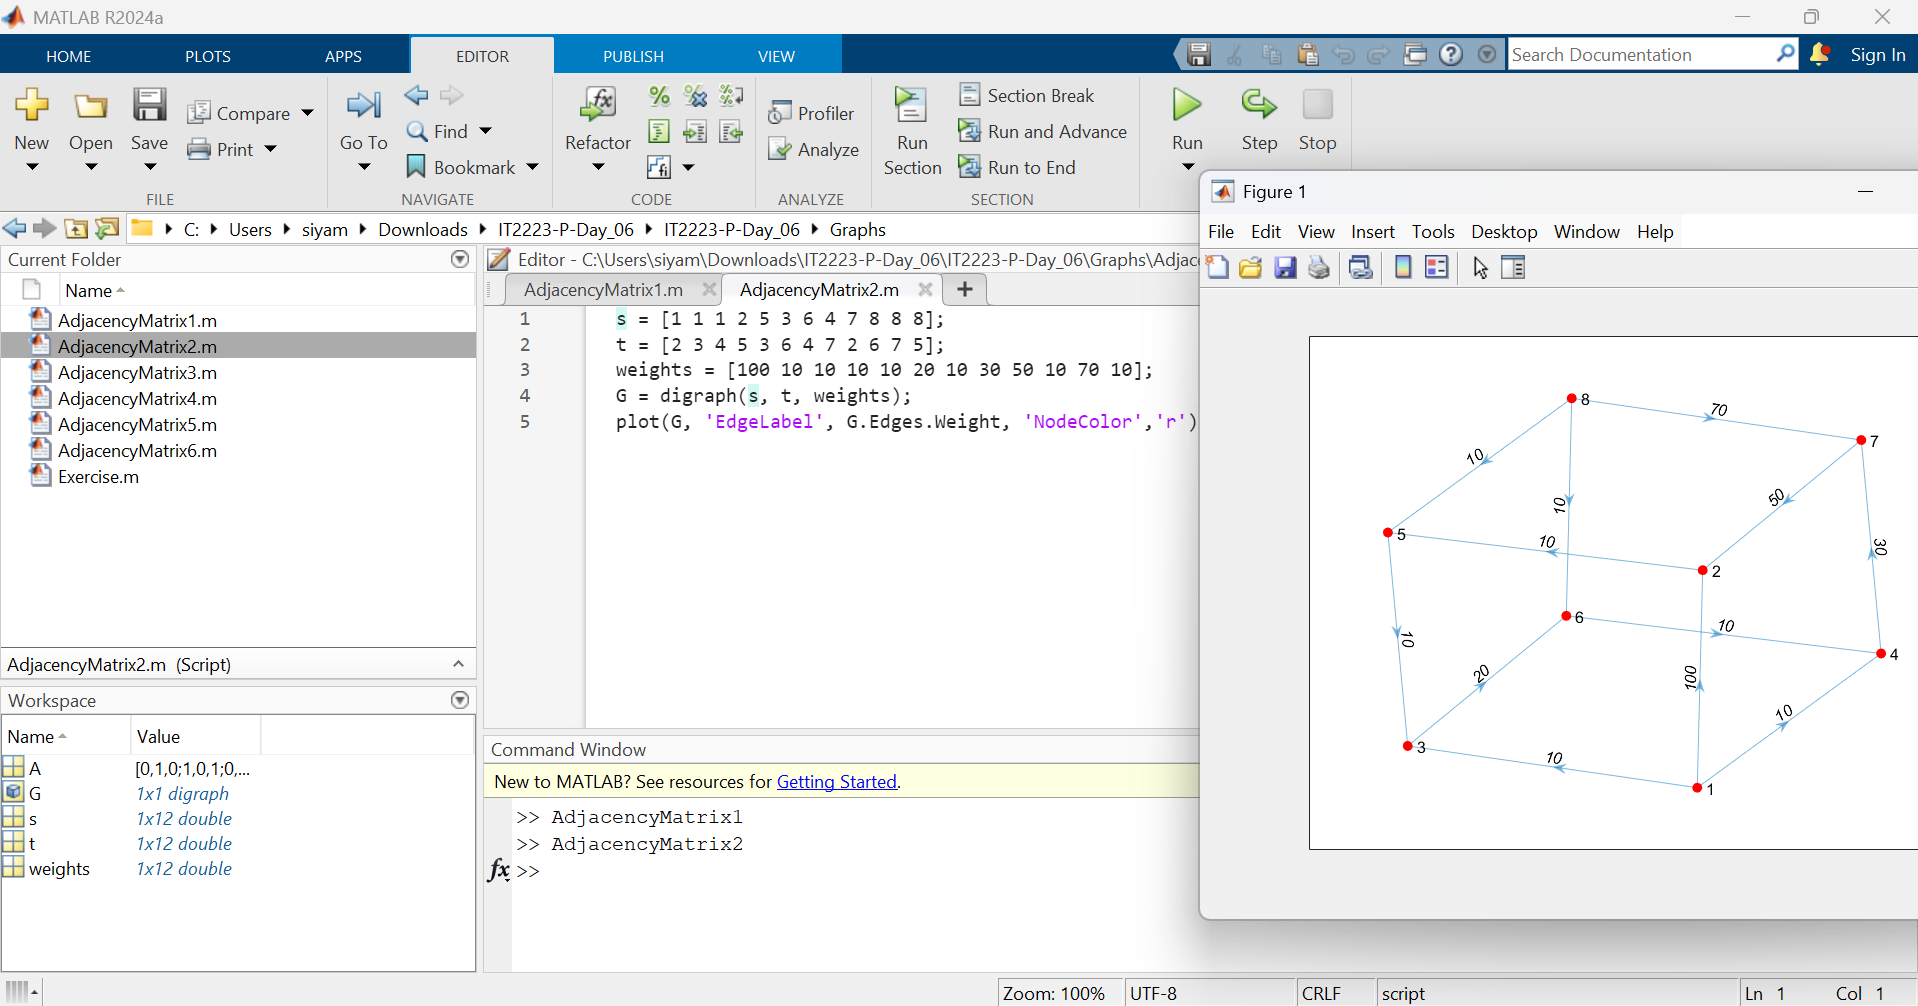 MATLAB R2024a
HOME PLOTS APPS EDITOR PUBLISH VIEW Search Documentation Sign In
New Open Save Compare Print FILE
Go To Find Bookmark NAVIGATE
Refactor CODE
Profiler Analyze ANALYZE
Run Section Section Break Run and Advance Run to End SECTION
Run Step Stop
C: Users siyam Downloads IT2223-P-Day_06 IT2223-P-Day_06 Graphs
Current Folder
Name
AdjacencyMatrix1.m
AdjacencyMatrix2.m
AdjacencyMatrix3.m
AdjacencyMatrix4.m
AdjacencyMatrix5.m
AdjacencyMatrix6.m
Exercise.m
AdjacencyMatrix2.m (Script)
Workspace
Name Value
A [0,1,0;1,0,1;0,...
G 1x1 digraph
s 1x12 double
t 1x12 double
weights 1x12 double
Editor - C:\Users\siyam\Downloads\IT2223-P-Day_06\IT2223-P-Day_06\Graphs\Adjace
AdjacencyMatrix1.m AdjacencyMatrix2.m
1 s = [1 1 1 2 5 3 6 4 7 8 8 8];
2 t = [2 3 4 5 3 6 4 7 2 6 7 5];
3 weights = [100 10 10 10 10 20 10 30 50 10 70 10];
4 G = digraph(s, t, weights);
5 plot(G, 'EdgeLabel', G.Edges.Weight, 'NodeColor','r')
Command Window
New to MATLAB? See resources for Getting Started.
>> AdjacencyMatrix1
>> AdjacencyMatrix2
fx >>
Figure 1
File Edit View Insert Tools Desktop Window Help
8
70
7
10
50
10
5
10
30
2
6
10
10
4
20
100
10
3
10
1
Zoom: 100% UTF-8 CRLF script Ln 1 Col 1